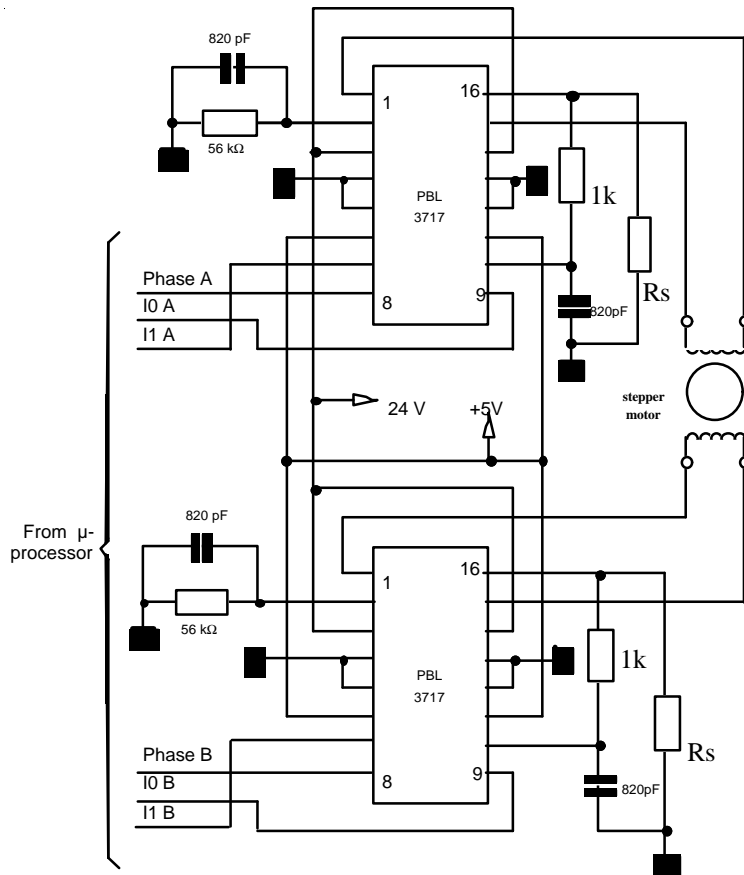 820 pF
56 kΩ
1
16
PBL
3717
8
9
1k
Rs
820pF
Phase A
I0 A
I1 A
24 V
+5V
stepper
motor
From µ-
processor
820 pF
56 kΩ
1
16
PBL
3717
8
9
1k
Rs
820pF
Phase B
I0 B
I1 B